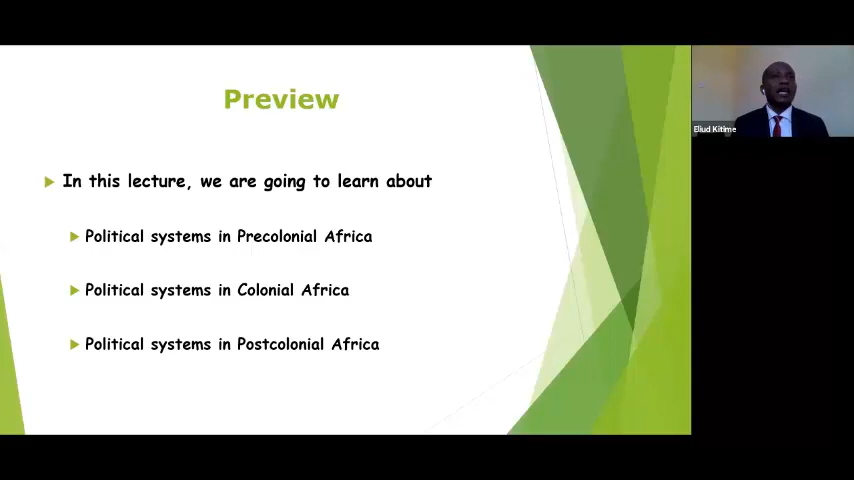 Preview
In this lecture, we are going to learn about
Political systems in Precolonial Africa
Political systems in Colonial Africa
Political systems in Postcolonial Africa
Eliud Kitime